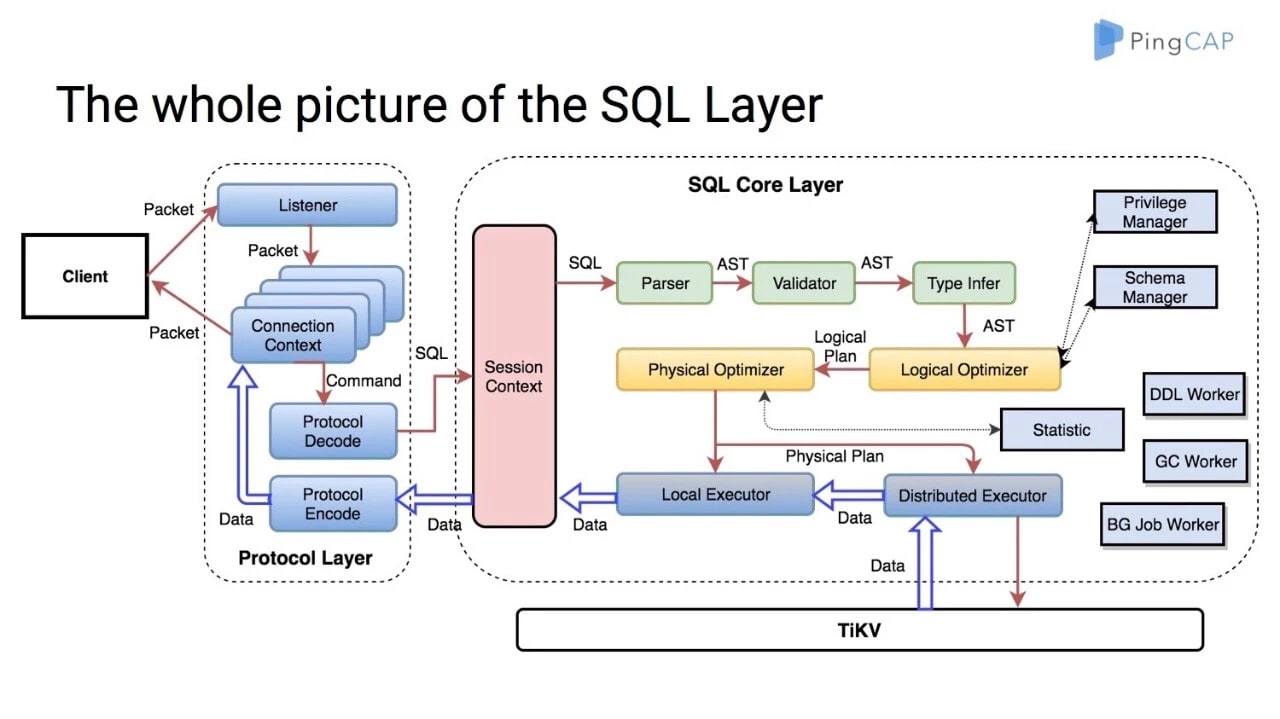 PingCAP
The whole picture of the SQL Layer
SQL Core Layer
Client
Packet
Packet
Listener
Packet
Connection
Context
Command
Protocol
Decode
SQL
Protocol
Encode
Data
Data
Protocol Layer
Session
Context
SQL
Parser
AST
Validator
AST
Type Infer
AST
Privilege
Manager
Schema
Manager
Logical Optimizer
Logical
Plan
Physical Optimizer
Statistic
Physical Plan
Local Executor
Distributed Executor
Data
Data
Data
DDL Worker
GC Worker
BG Job Worker
TiKV